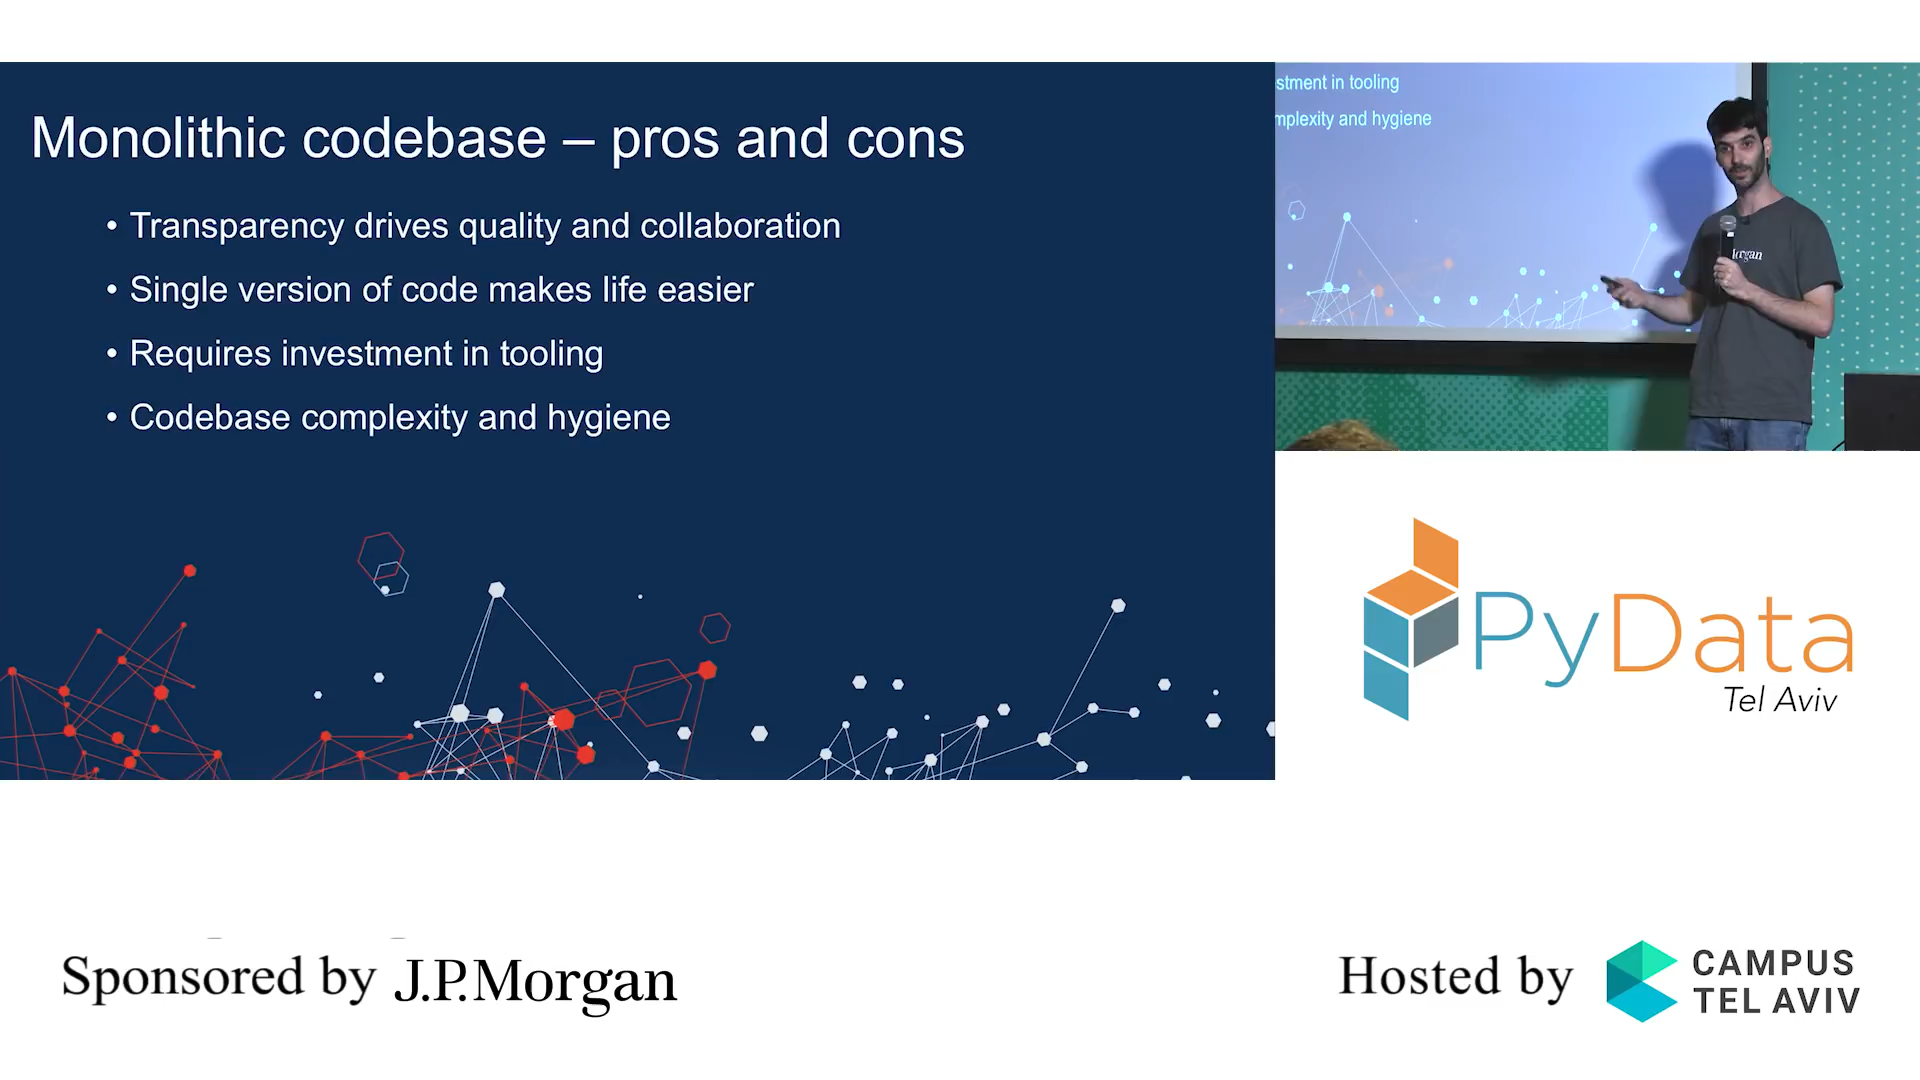 Monolithic codebase – pros and cons
• Transparency drives quality and collaboration
• Single version of code makes life easier
• Requires investment in tooling
• Codebase complexity and hygiene
stment in tooling
mplexity and hygiene
Morgan
PyData
Tel Aviv
Sponsored by J.P.Morgan
Hosted by
CAMPUS
TEL AVIV